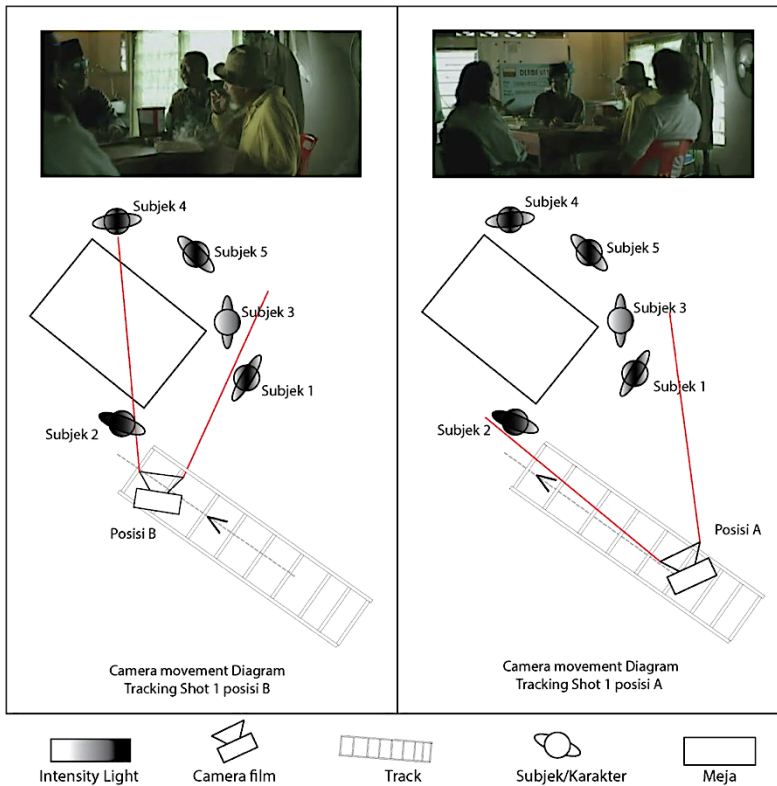 Subjek 4
Subjek 5
Subjek 3
Subjek 1
Subjek 2
Posisi B
Camera movement Diagram
Tracking Shot 1 posisi B
Subjek 4
Subjek 5
Subjek 3
Subjek 1
Subjek 2
Posisi A
Camera movement Diagram
Tracking Shot 1 posisi A
Intensity Light
Camera film
Track
Subjek/Karakter
Meja